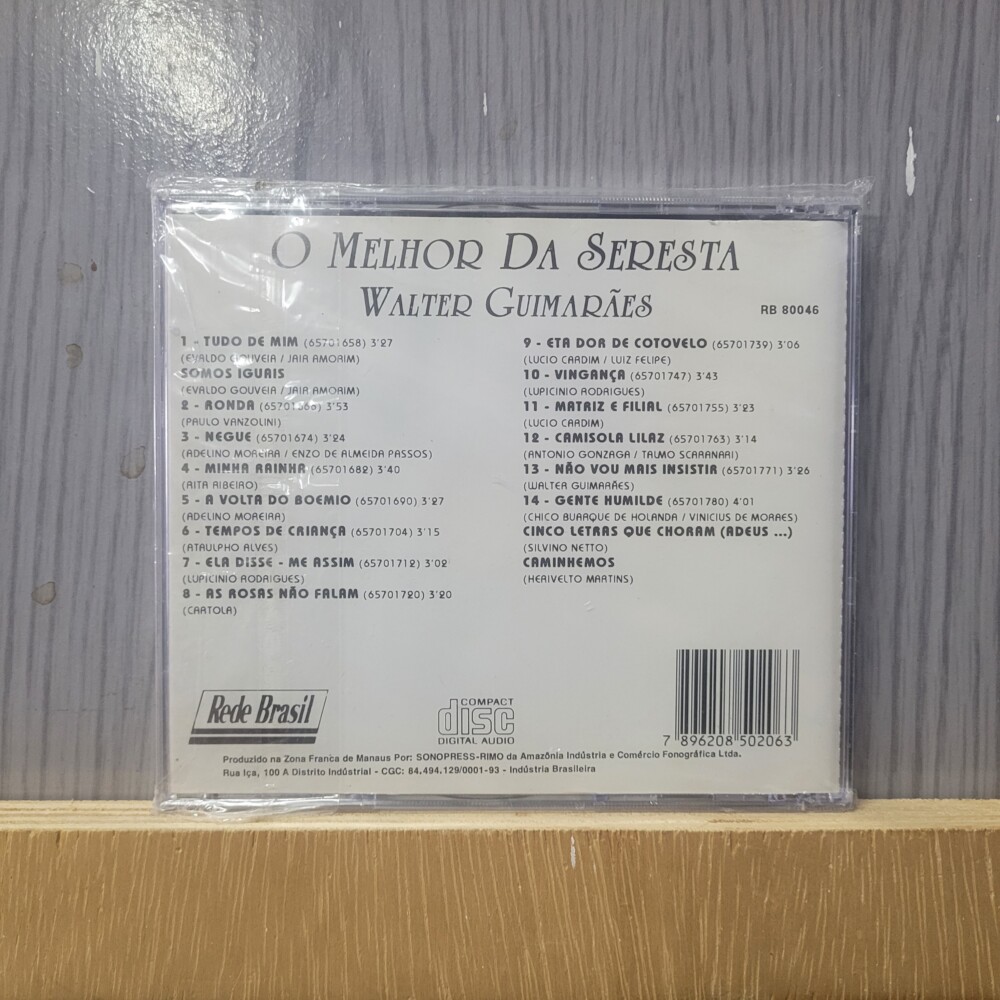 O MELHOR DA SERESTA
WALTER GUIMARÃES
RB 80046
1 - TUDO DE MIM (65701658) 3'27
(EVALDO GOUVEIA / JAIR AMORIM)
SOMOS IGUAIS
(EVALDO GOUVEIA / JAIR AMORIM)
2 - RONDA 3'53
(PAULO VANZOLINI)
3 - NEGUE (65701674) 3'24
(ADELINO MOREIRA / ENZO DE ALMEIDA PASSOS)
4 - MINHA RAINHA (65701682) 3'40
(RITA RIBEIRO)
5 - A VOLTA DO BOEMIO (65701690) 3'27
(ADELINO MOREIRA)
6 - TEMPOS DE CRIANÇA (65701704) 3'15
(ATAULPHO ALVES)
7 - ELA DISSE - ME ASSIM (65701712) 3'02
(LUPICINIO RODRIGUES)
8 - AS ROSAS NÃO FALAM (65701720) 3'20
(CARTOLA)
9 - ETA DOR DE COTOVELO (65701739) 3'06
(LUCIO CARDIM / LUIZ FELIPE)
10 - VINGANÇA (65701747) 3'43
(LUPICINIO RODRIGUES)
11 - MATRIZ E FILIAL (65701755) 3'23
(LUCIO CARDIM)
12 - CAMISOLA LILAZ (65701763) 3'14
(ANTONIO GONZAGA / TALMO SCARANARI)
13 - NÃO VOU MAIS INSISTIR (65701771) 3'26
(WALTER GUIMARÃES)
14 - GENTE HUMILDE (65701780) 4'01
(CHICO BUARQUE DE HOLANDA / VINICIUS DE MORAES)
CINCO LETRAS QUE CHORAM (ADEUS ...)
(SILVINO NETTO)
CAMINHEMOS
(HERIVELTO MARTINS)
Rede Brasil
COMPACT
disc
DIGITAL AUDIO
7 896208 502063
Produzido na Zona Franca de Manaus Por: SONOPRESS-RIMO da Amazônia Indústria e Comércio Fonográfica Ltda.
Rua Iça, 100 A Distrito Indústrial - CGC: 84.494.129/0001-93 - Indústria Brasileira